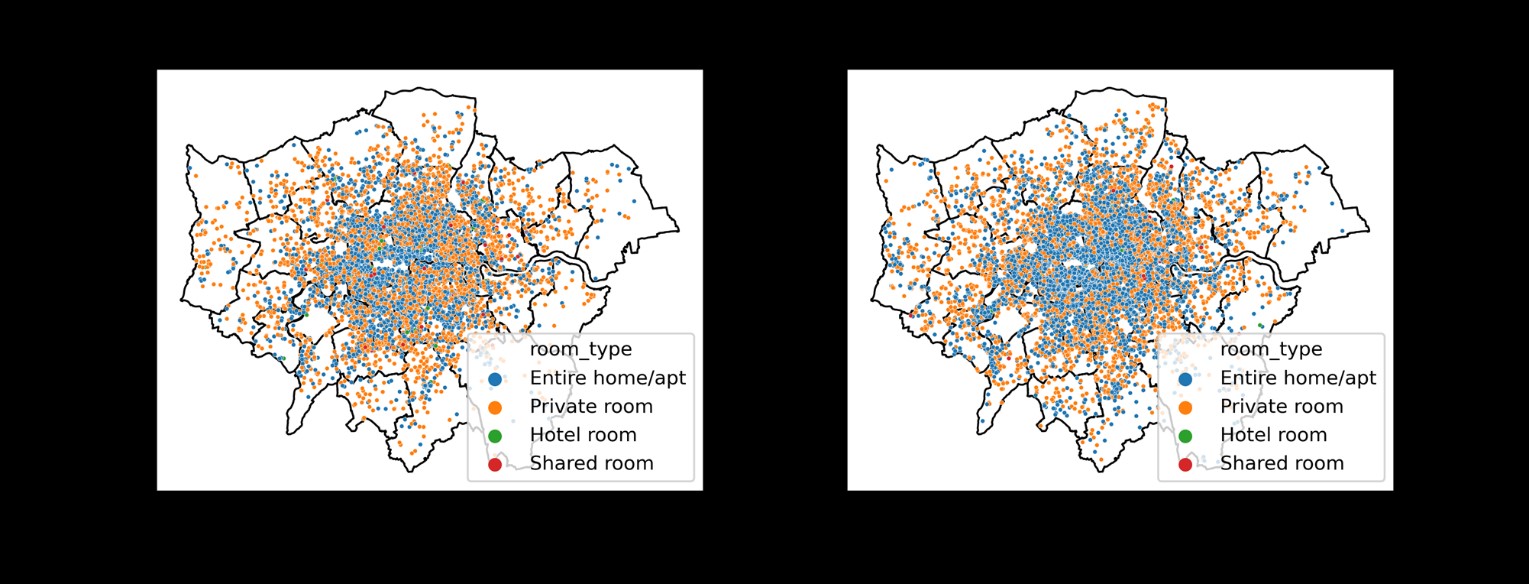 room_type
Entire home/apt
Private room
Hotel room
Shared room
room_type
Entire home/apt
Private room
Hotel room
Shared room